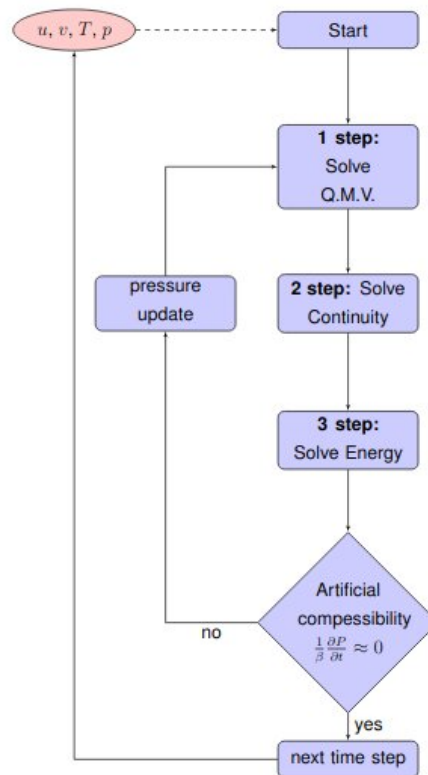 u, v, T, p
Start
1 step:
Solve
Q.M.V.
pressure
update
2 step: Solve
Continuity
3 step:
Solve Energy
Artificial
compessibility
1/β ∂P/∂t ≈ 0
no
yes
next time step